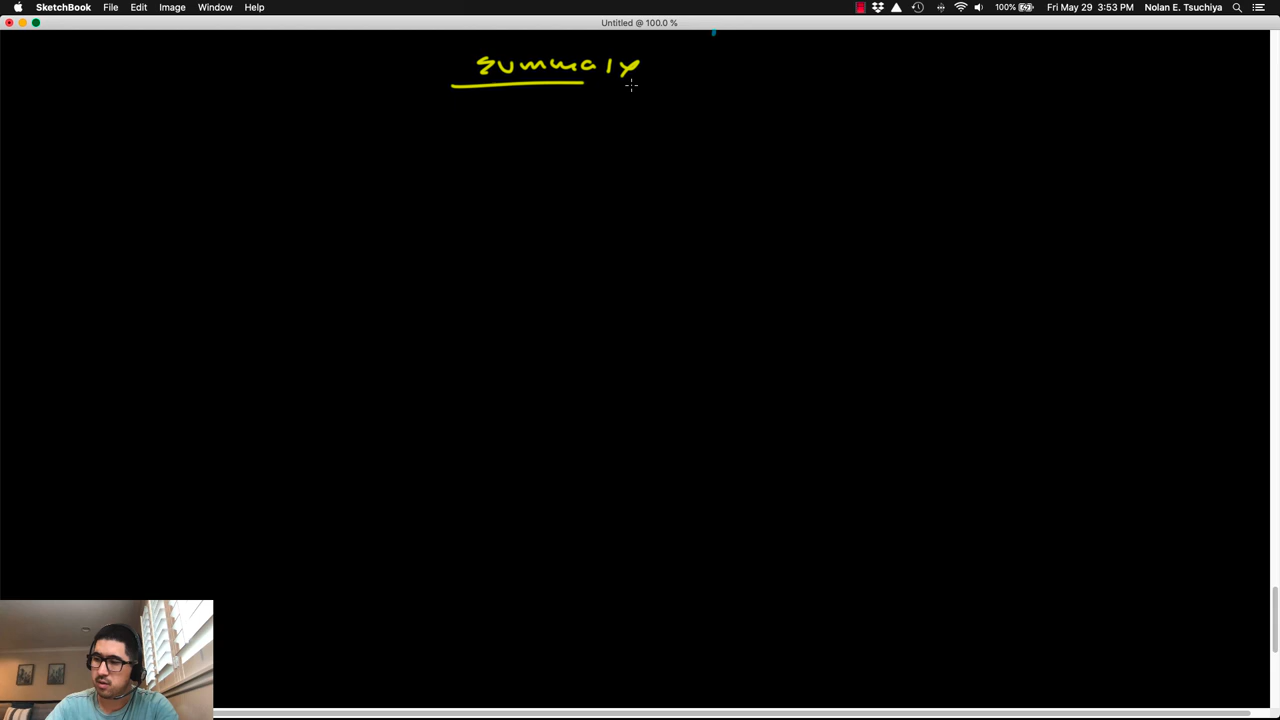 SketchBook File Edit Image Window Help 100% Fri May 29 3:53 PM Nolan E. Tsuchiya
Untitled @ 100.0 %
Summary